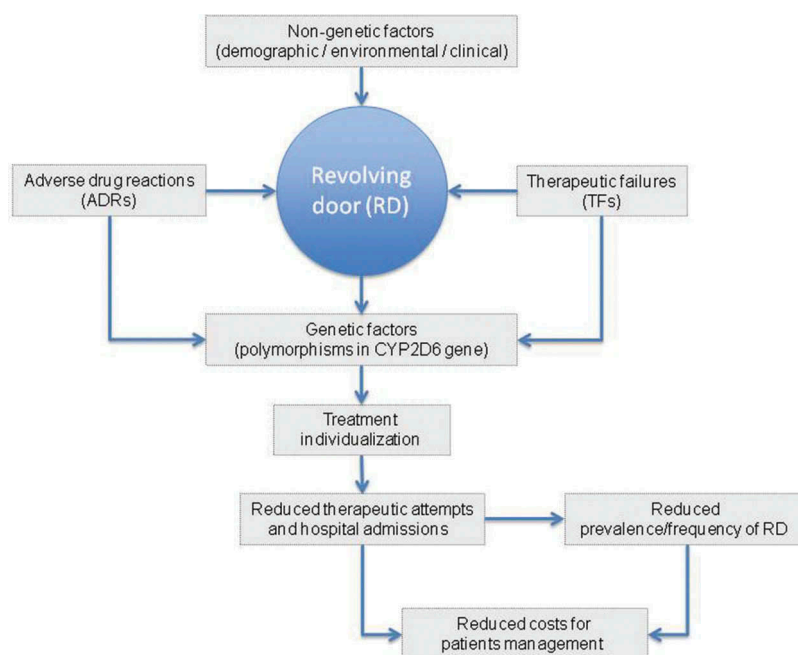 Non-genetic factors
(demographic / environmental / clinical)
Adverse drug reactions
(ADRs)
Revolving
door (RD)
Therapeutic failures
(TFs)
Genetic factors
(polymorphisms in CYP2D6 gene)
Treatment
individualization
Reduced therapeutic attempts
and hospital admissions
Reduced
prevalence/frequency of RD
Reduced costs for
patients management